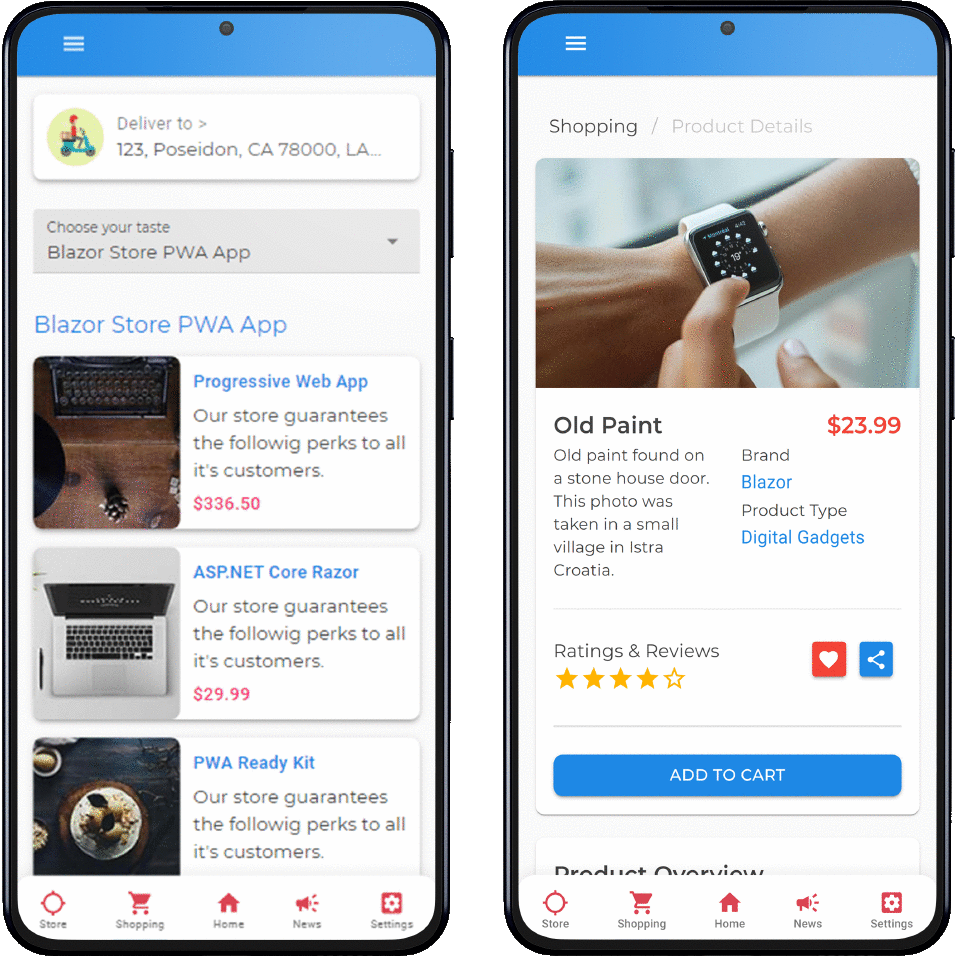 Deliver to >
123, Poseidon, CA 78000, LA...
Choose your taste
Blazor Store PWA App
Blazor Store PWA App
Progressive Web App
Our store guarantees
the followig perks to all
it's customers.
$336.50
ASP.NET Core Razor
Our store guarantees
the followig perks to all
it's customers.
$29.99
PWA Ready Kit
Our store guarantees
the followig perks to all
it's customers.
Store Shopping Home News Settings
Shopping / Product Details
Montréal 4:42
19°
Old Paint $23.99
Old paint found on
a stone house door.
This photo was
taken in a small
village in Istra
Croatia.
Brand
Blazor
Product Type
Digital Gadgets
Ratings & Reviews
ADD TO CART
Product Overview
Store Shopping Home News Settings